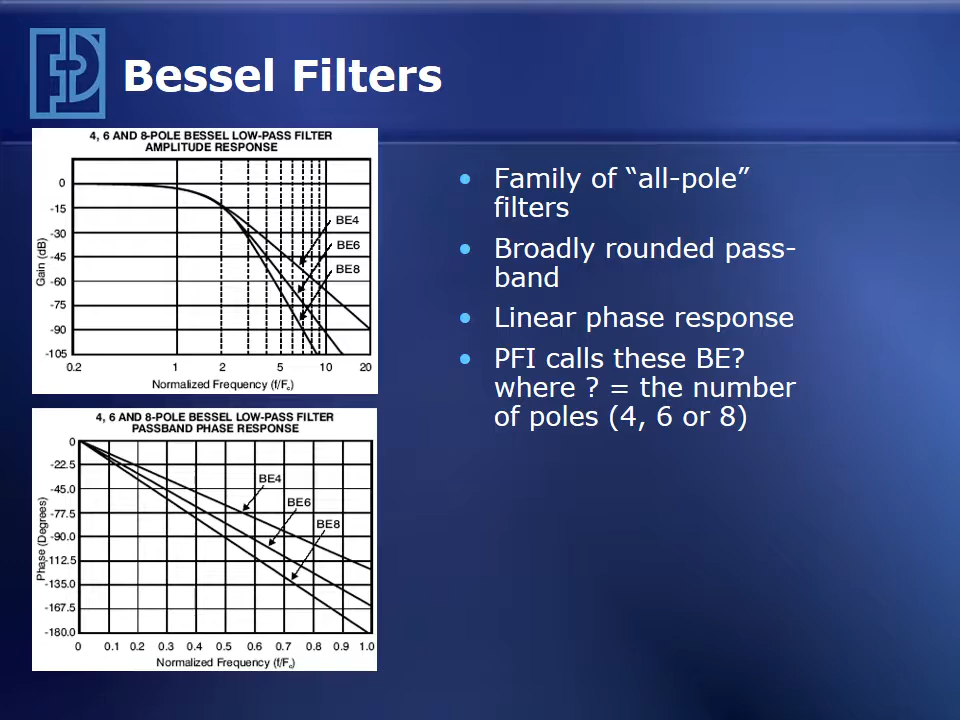 Bessel Filters
4, 6 AND 8-POLE BESSEL LOW-PASS FILTER
AMPLITUDE RESPONSE
0
-15
-30
-45
-60
-75
-90
-105
Gain (dB)
BE4
BE6
BE8
0.2 1 2 5 10 20
Normalized Frequency (f/Fc)
4, 6 AND 8-POLE BESSEL LOW-PASS FILTER
PASSBAND PHASE RESPONSE
0
-22.5
-45.0
-77.5
-90.0
-112.5
-135.0
-167.5
-180.0
Phase (Degrees)
BE4
BE6
BE8
0 0.1 0.2 0.3 0.4 0.5 0.6 0.7 0.8 0.9 1.0
Normalized Frequency (f/Fc)
• Family of “all-pole”
filters
• Broadly rounded pass-
band
• Linear phase response
• PFI calls these BE?
where ? = the number
of poles (4, 6 or 8)